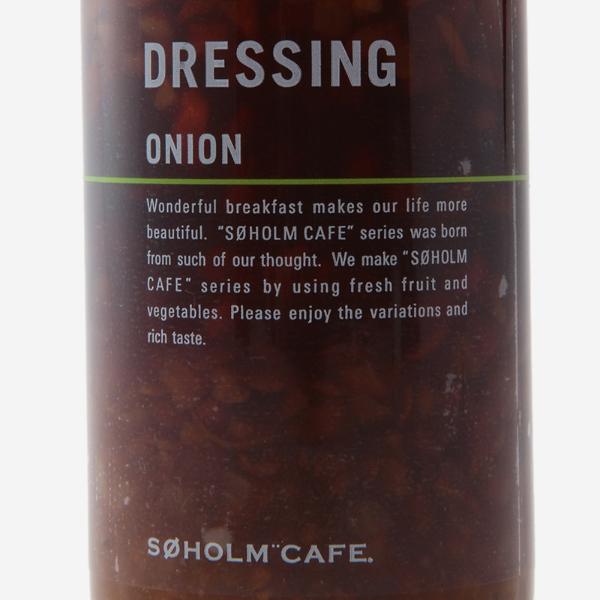 DRESSING
ONION
Wonderful breakfast makes our life more
beautiful. "SØHOLM CAFE" series was born
from such of our thought. We make "SØHOLM
CAFE" series by using fresh fruit and
vegetables. Please enjoy the variations and
rich taste.
SØHOLM¨CAFE.